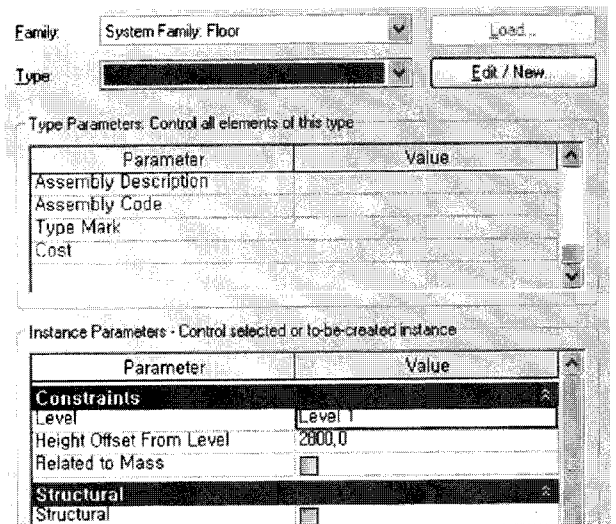 Family: System Family: Floor Load...
Type: Edit / New...
Type Parameters: Control all elements of this type
Parameter Value
Assembly Description
Assembly Code
Type Mark
Cost
Instance Parameters - Control selected or to-be-created instance
Parameter Value
Constraints
Level Level 1
Height Offset From Level 2800,0
Related to Mass
Structural
Structural